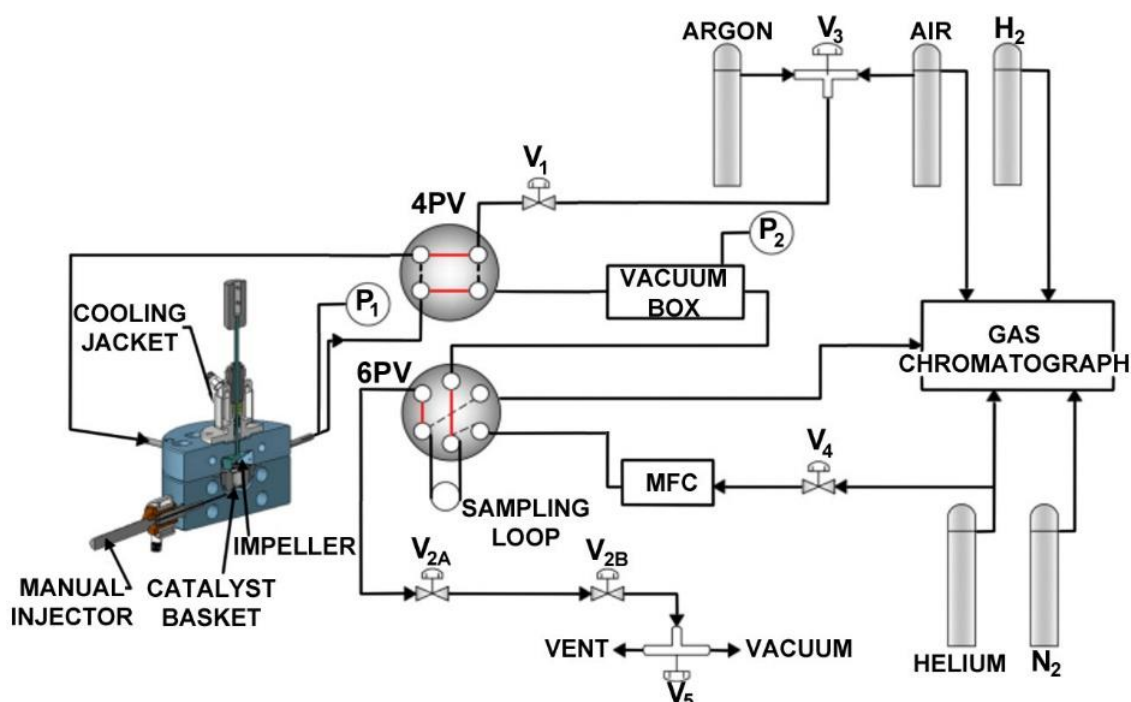 ARGON
V3
AIR
H2
V1
4PV
P2
VACUUM
BOX
P1
COOLING
JACKET
GAS
CHROMATOGRAPH
6PV
V4
MFC
SAMPLING
LOOP
IMPELLER
V2A
V2B
MANUAL
INJECTOR
CATALYST
BASKET
VENT
VACUUM
V5
HELIUM
N2